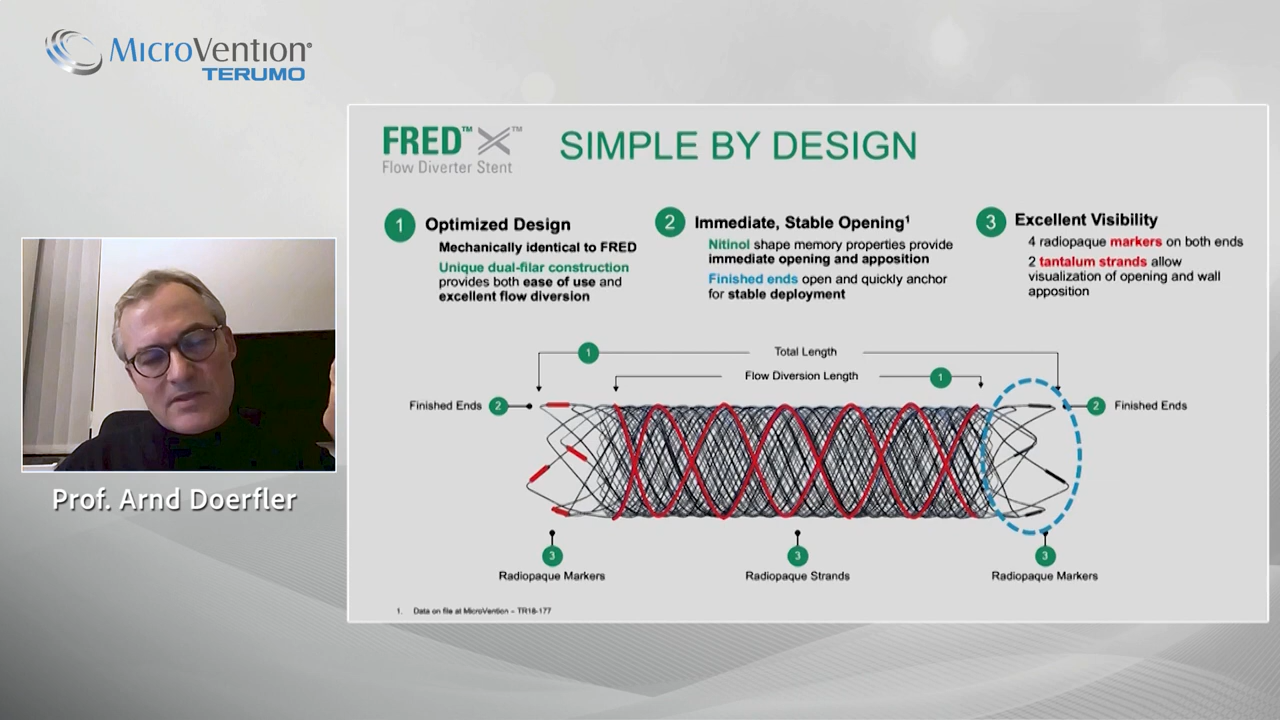 MICROVENTION®
TERUMO
FRED™ X™
Flow Diverter Stent
SIMPLE BY DESIGN
1
Optimized Design
Mechanically identical to FRED
Unique dual-filar construction
provides both ease of use and
excellent flow diversion
2
Immediate, Stable Opening¹
Nitinol shape memory properties provide
immediate opening and apposition
Finished ends open and quickly anchor
for stable deployment
3
Excellent Visibility
4 radiopaque markers on both ends
2 tantalum strands allow
visualization of opening and wall
apposition
1
Total Length
Flow Diversion Length
1
Finished Ends
2
2
Finished Ends
3
3
3
Radiopaque Markers
Radiopaque Strands
Radiopaque Markers
1. Data on file at MicroVention – TR18-177
Prof. Arnd Doerfler